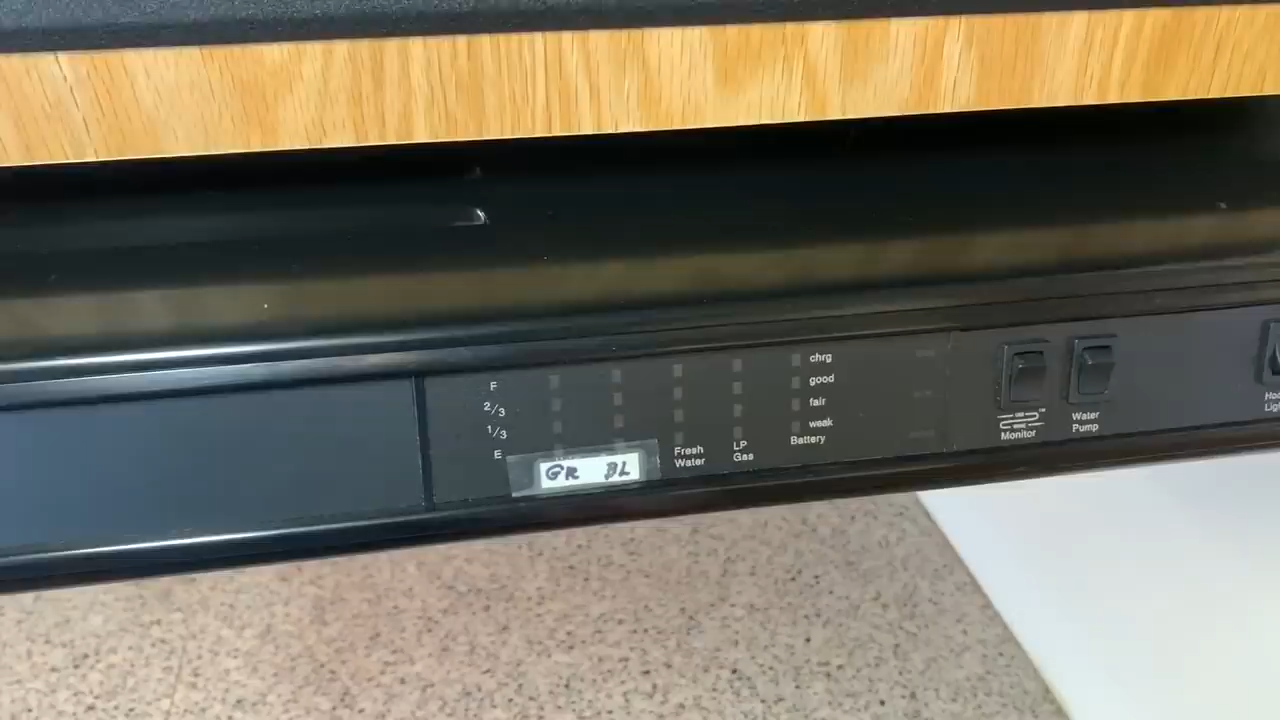 F
2/3
1/3
E
GR BL
Fresh
Water
LP
Gas
chrg
good
fair
weak
Battery
Monitor
Water
Pump